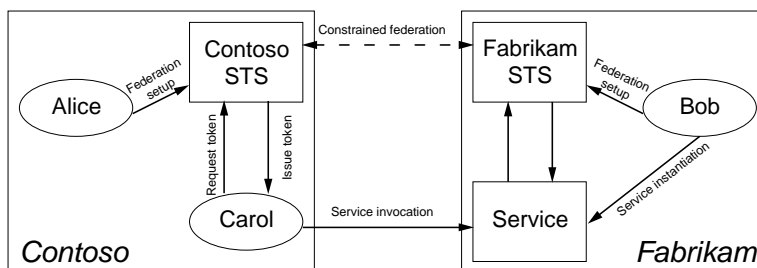 Constrained federation
Contoso
STS
Fabrikam
STS
Federation
setup
Federation
setup
Alice
Bob
Request token
Issue token
Service instantiation
Carol
Service invocation
Service
Contoso
Fabrikam